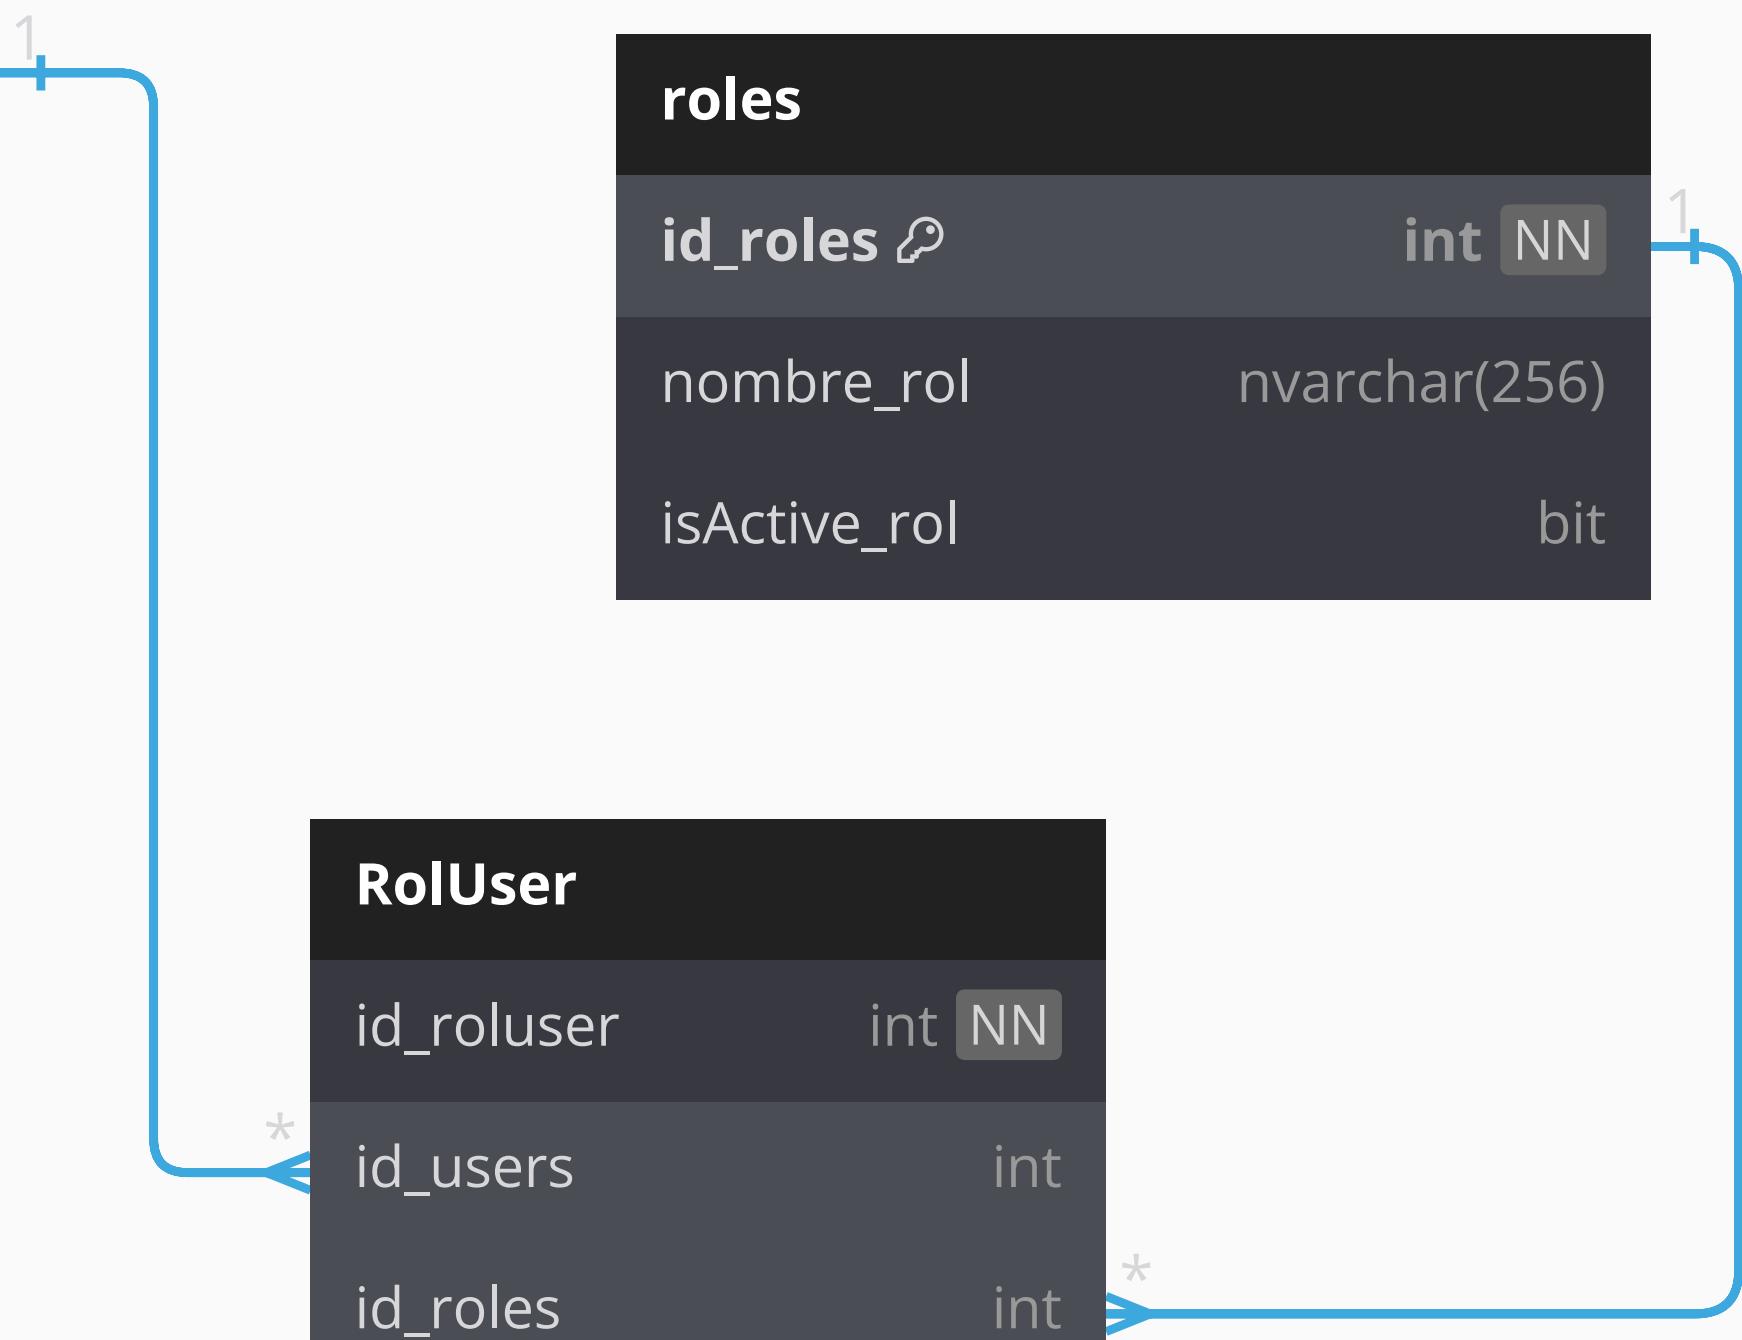 1
roles
id_roles int NN
1
nombre_rol nvarchar(256)
isActive_rol bit
RolUser
id_roluser int NN
*
id_users int
*
id_roles int